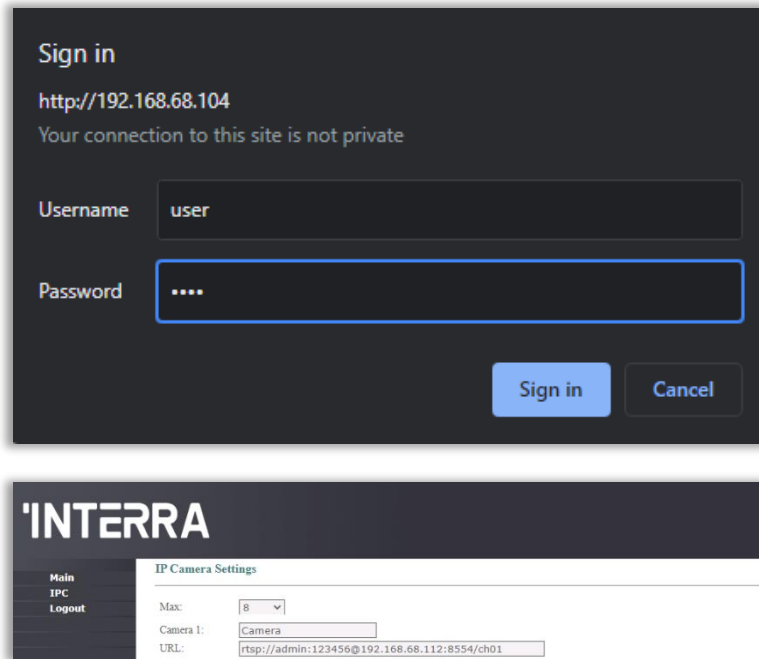 Sign in
http://192.168.68.104
Your connection to this site is not private
Username user
Password ••••
Sign in Cancel
INTERRA
Main
IPC
Logout
IP Camera Settings
Max: 8
Camera 1: Camera
URL: rtsp://admin:123456@192.168.68.112:8554/ch01